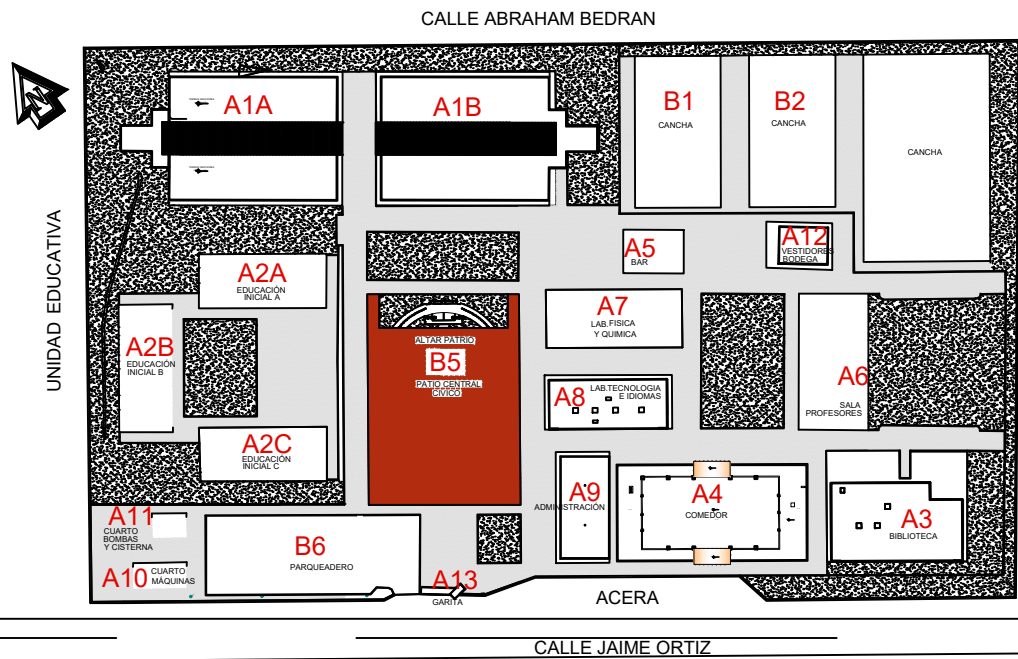 CALLE ABRAHAM BEDRAN
N
UNIDAD EDUCATIVA
A1A
A1B
B1
CANCHA
B2
CANCHA
CANCHA
A5
BAR
A12
VESTIDORES
BODEGA
A2A
EDUCACIÓN
INICIAL A
A2B
EDUCACIÓN
INICIAL B
A2C
EDUCACIÓN
INICIAL C
ALTAR PATRIO
B5
PATIO CENTRAL
CIVICO
A7
LAB. FISICA
Y QUIMICA
A8
LAB.TECNOLOGIA
E IDIOMAS
A6
SALA
PROFESORES
A9
ADMINISTRACIÓN
A4
COMEDOR
A3
BIBLIOTECA
A11
CUARTO
BOMBAS
Y CISTERNA
A10
CUARTO
MÁQUINAS
B6
PARQUEADERO
A13
GARITA
ACERA
CALLE JAIME ORTIZ